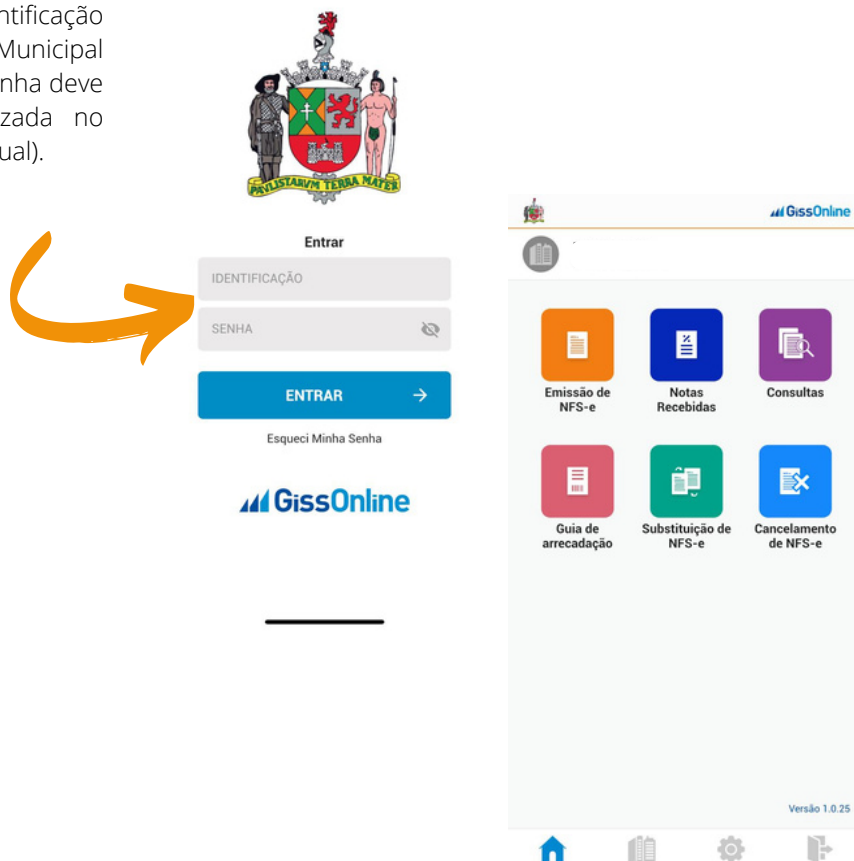 ntificação
Municipal
nha deve
zada no
ual).
PAVLISTARVM TERRA MATER
Entrar
IDENTIFICAÇÃO
SENHA
ENTRAR
Esqueci Minha Senha
GissOnline
GissOnline
Emissão de
NFS-e
Notas
Recebidas
Consultas
Guia de
arrecadação
Substituição de
NFS-e
Cancelamento
de NFS-e
Versão 1.0.25